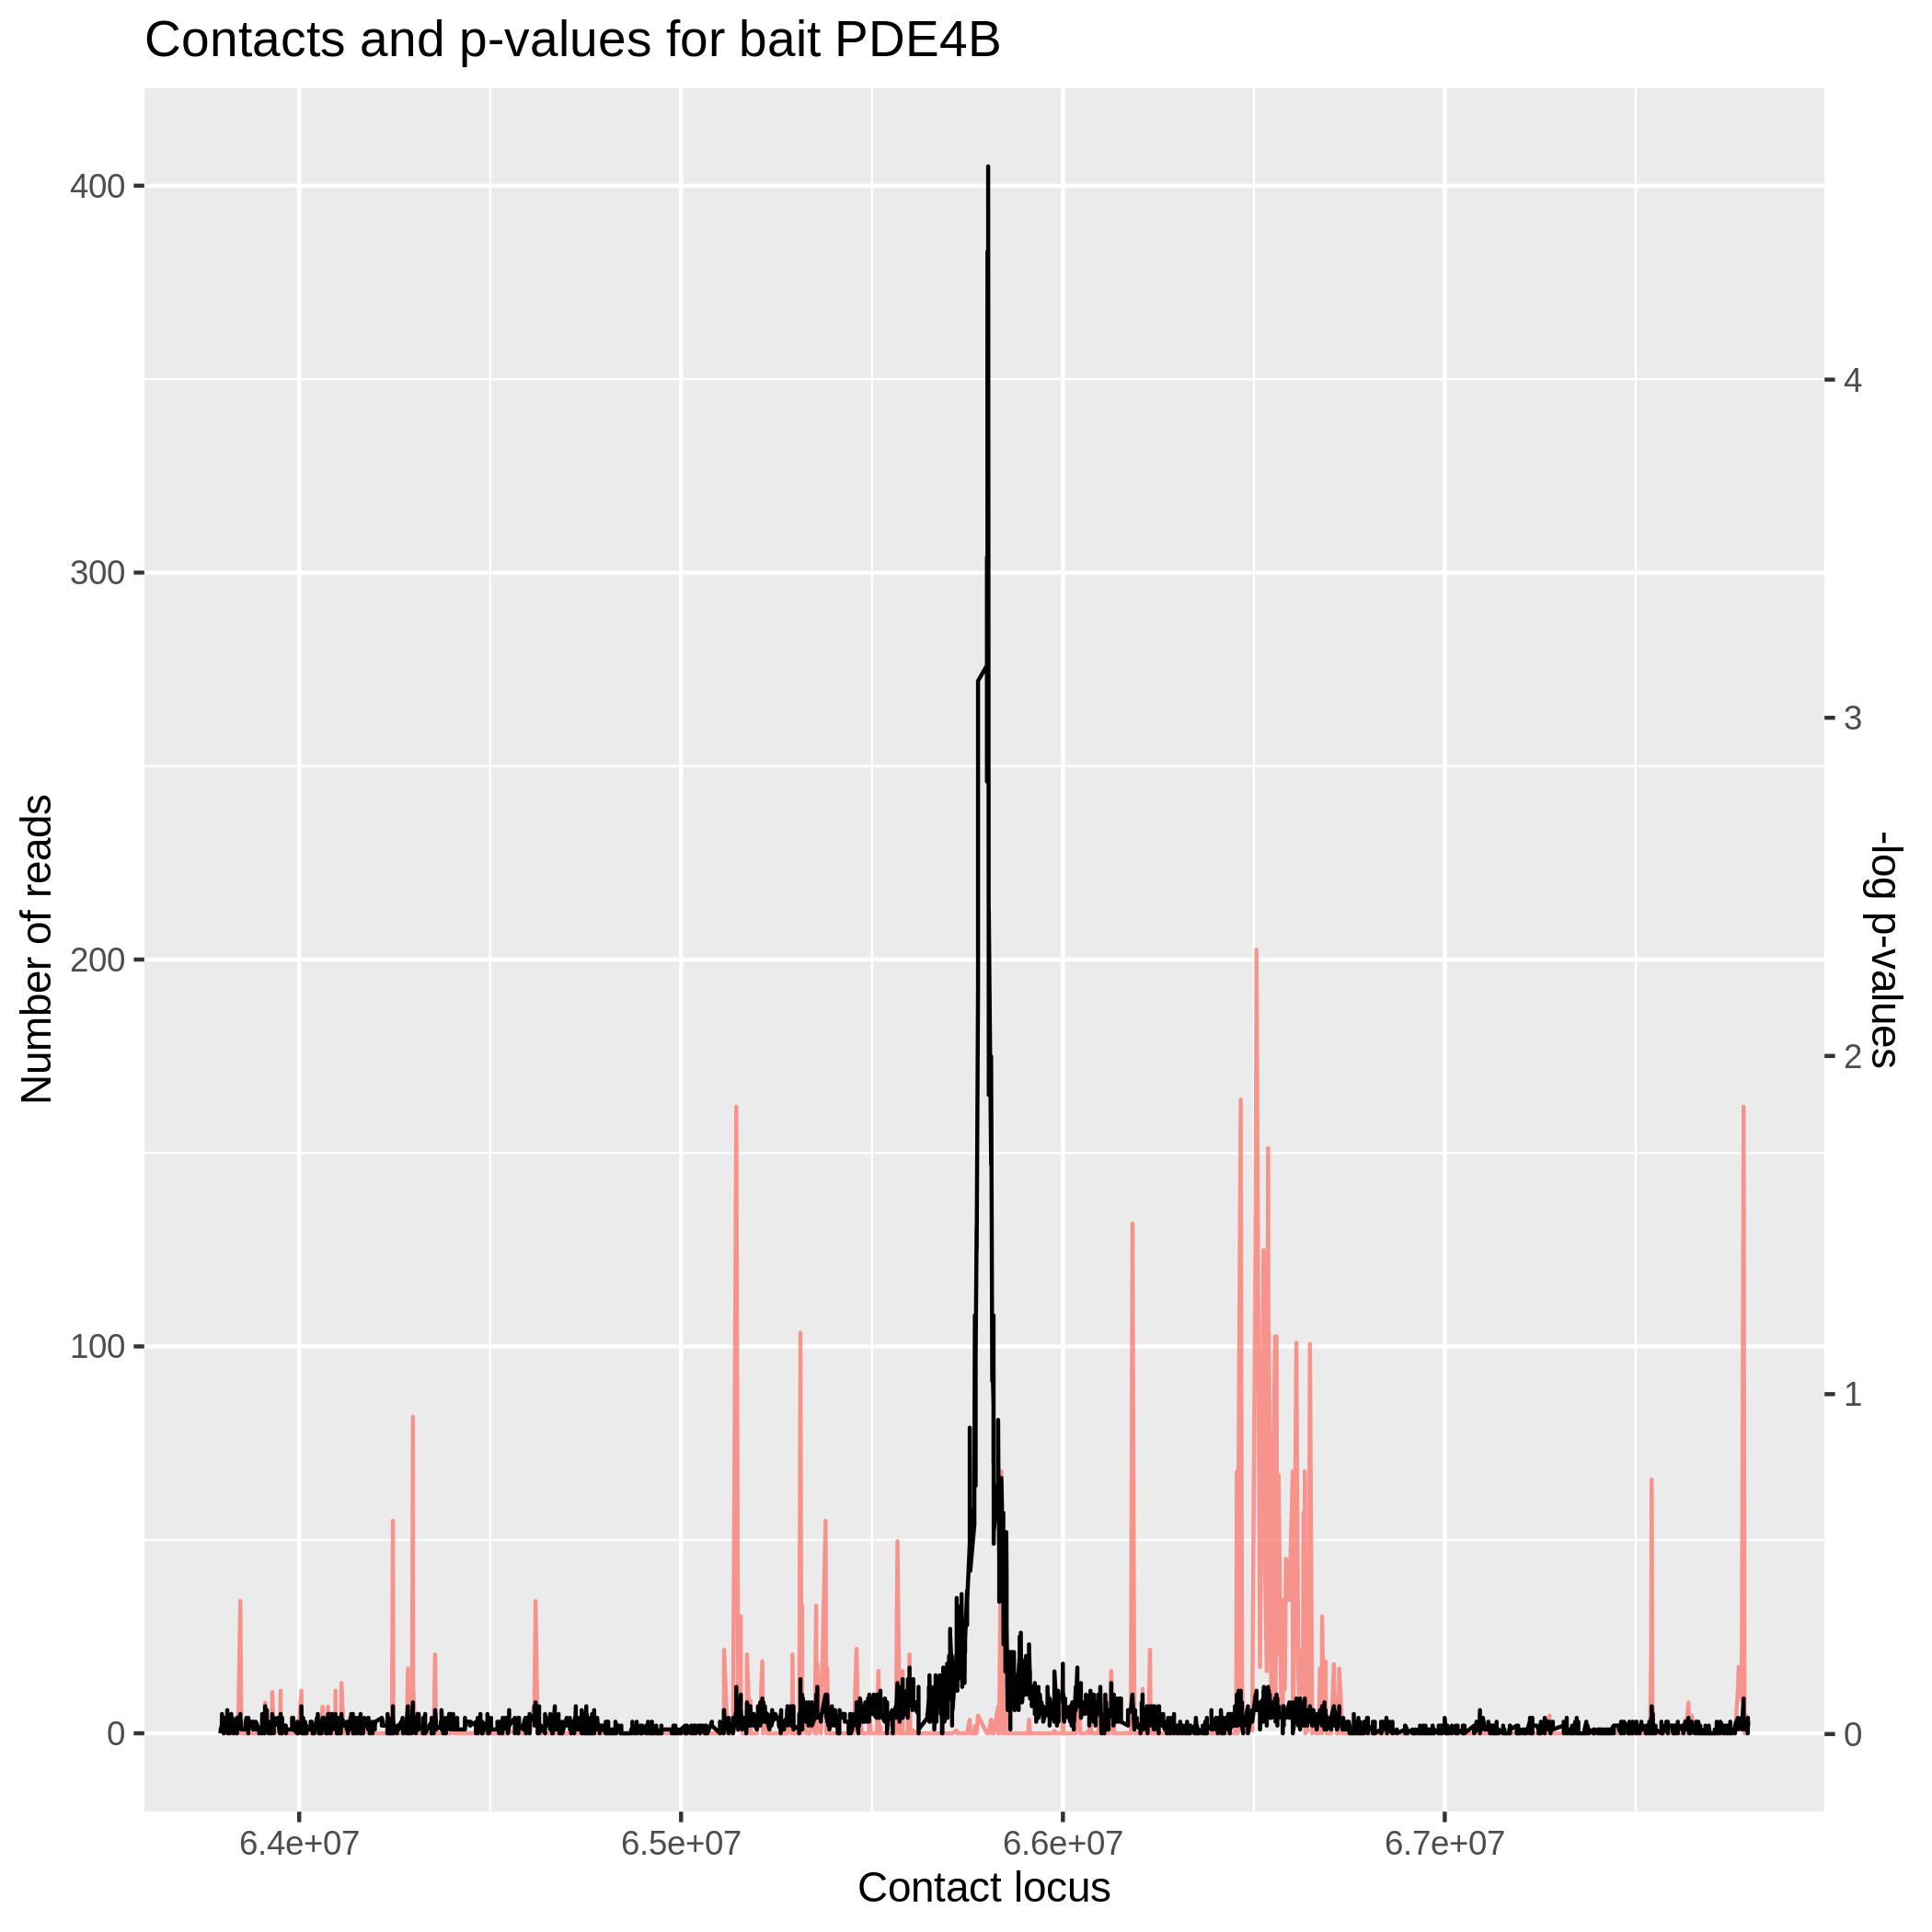 Contacts and p-values for bait PDE4B
Number of reads
400
300
200
100
0
4
3
2
1
0
-log p-values
6.4e+07
6.5e+07
6.6e+07
6.7e+07
Contact locus